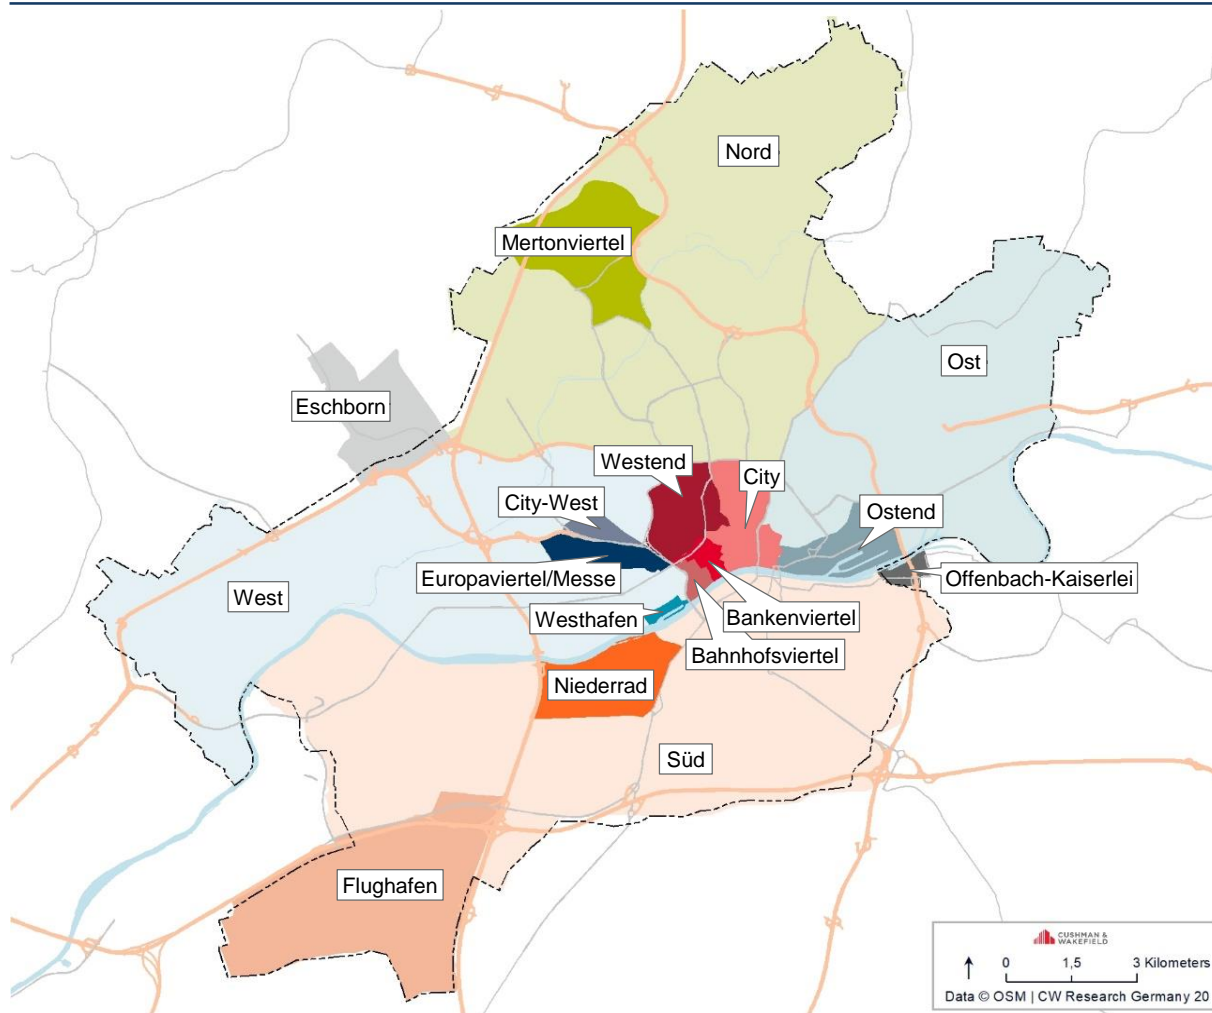 Nord
Mertonviertel
Ost
Eschborn
Westend
City
City-West
Ostend
Europaviertel/Messe
Offenbach-Kaiserlei
West
Westhafen
Bankenviertel
Bahnhofsviertel
Niederrad
Süd
Flughafen
CUSHMAN &
WAKEFIELD
0 1,5 3 Kilometers
Data © OSM | CW Research Germany 20